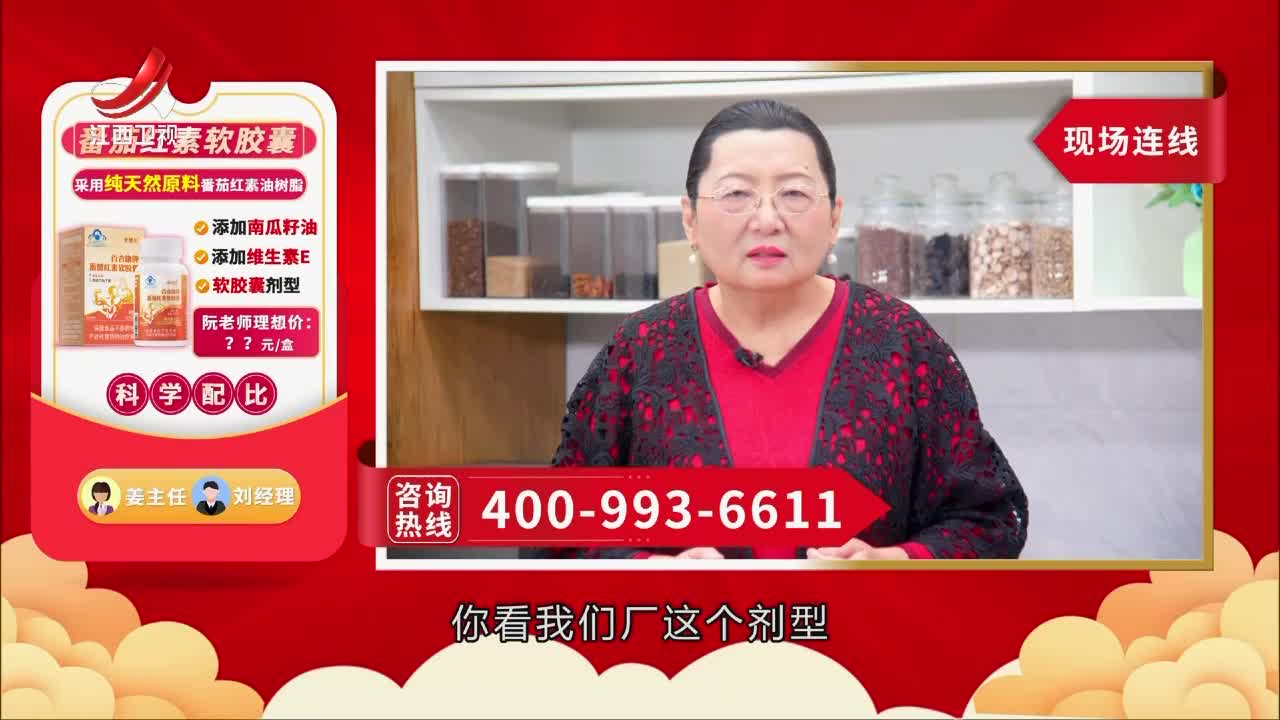 江西卫视
番茄红素软胶囊
采用纯天然原料番茄红素油树脂
添加南瓜籽油
添加维生素E
软胶囊剂型
阮老师理想价：
？？元/盒
科学配比
姜主任 刘经理
现场连线
咨询热线
400-993-6611
你看我们厂这个剂型